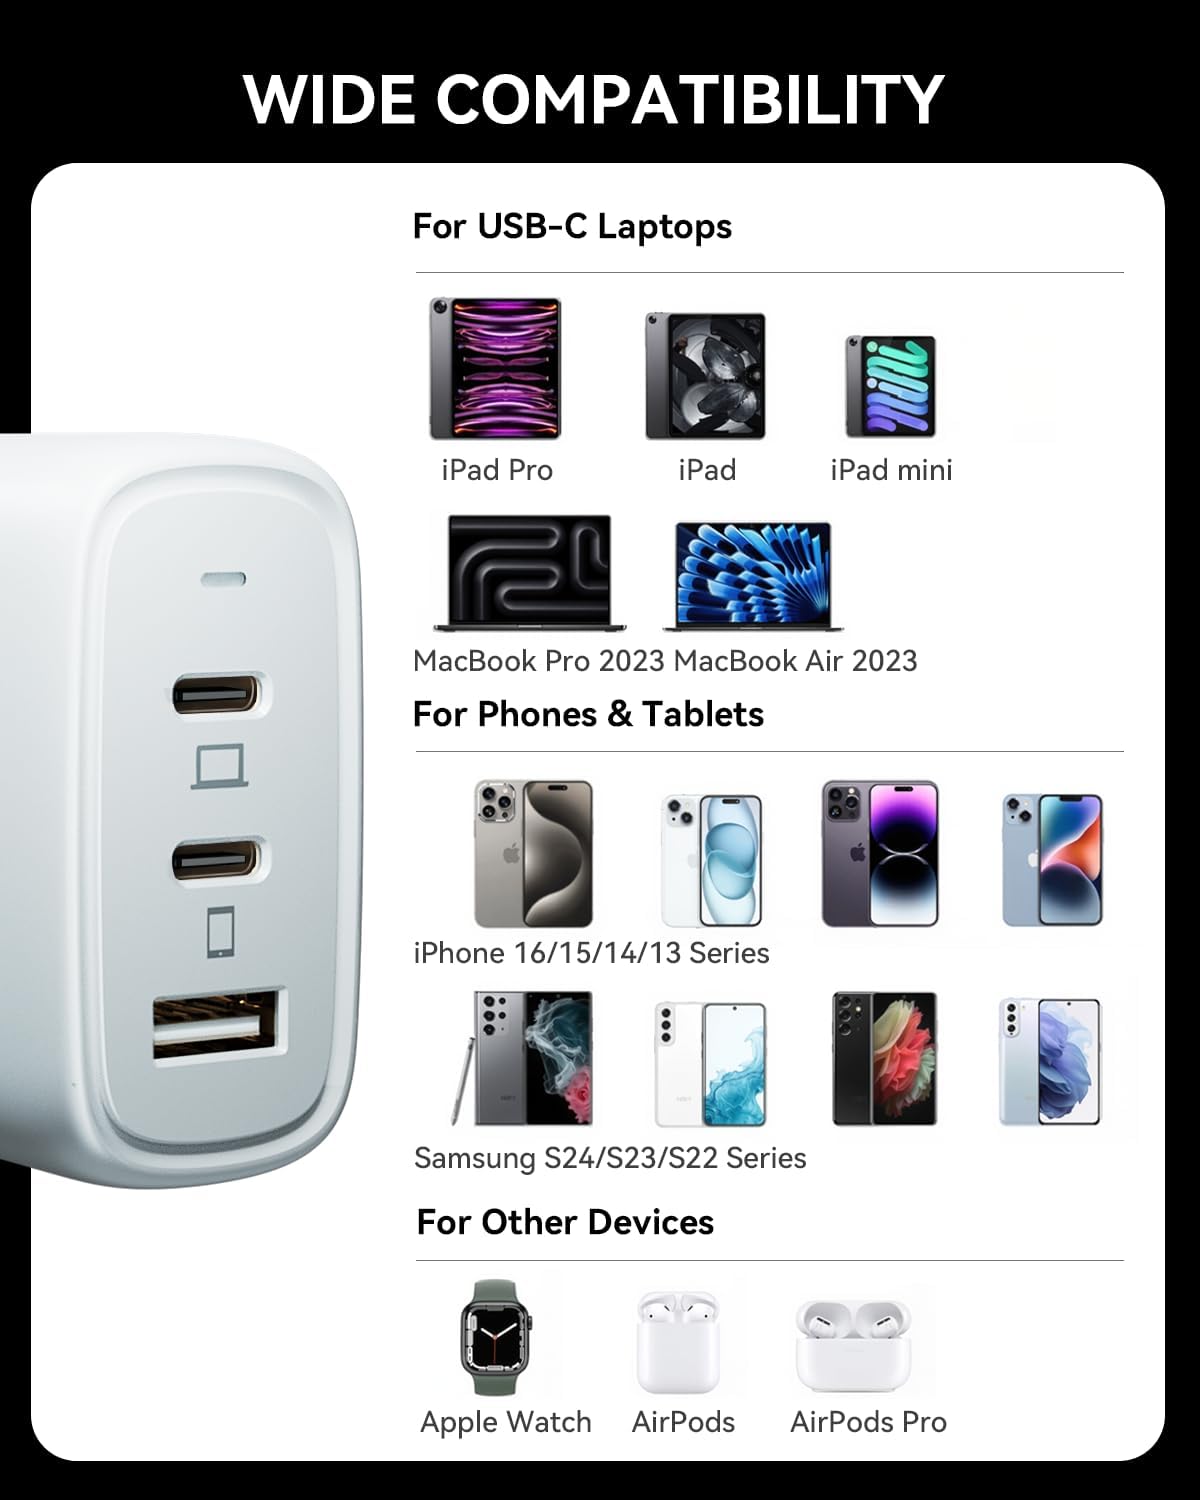 WIDE COMPATIBILITY
For USB-C Laptops
iPad Pro
iPad
iPad mini
MacBook Pro 2023 MacBook Air 2023
For Phones & Tablets
iPhone 16/15/14/13 Series
Samsung S24/S23/S22 Series
For Other Devices
Apple Watch
AirPods
AirPods Pro